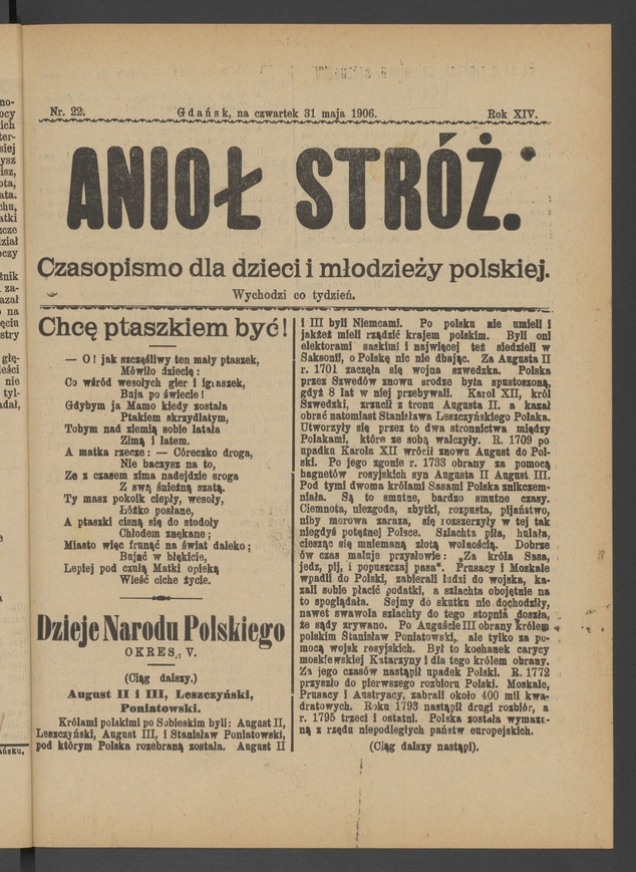 Nr. 22.
Gdańsk, na czwartek 31 maja 1906.
Rok XIV.
ANIOŁ STRÓŻ.
Czasopismo dla dzieci i młodzieży polskiej.
Wychodzi co tydzień.
Chcę ptaszkiem być!
— O! jak szczęśliwy ten mały ptaszek,
Mówiło dziecię:
Co wśród wesołych gier i igraszek,
Buja po świecie!
Gdybym ja Mamo kiedy została
Ptakiem skrzydlatym,
Tobym nad ziemią sobie latała
Zimą i latem.
A matka rzecze: — Córeczko droga,
Nie baczysz na to,
Że z czasem zima nadejdzie sroga
Z swą śnieżną szatą.
Ty masz pokoik ciepły, wesoły,
Łóżko posłane,
A ptaszki cisną się do stodoły
Chłodem znękane;
Miasto więc frunąć na świat daleko;
Bujać w błękicie,
Lepiej pod czułą Matki opieką
Wieść ciche życie.
Dzieje Narodu Polskiego
OKRES V.
(Ciąg dalszy.)
August II i III, Leszczyński,
Poniatowski.
Królami polskimi po Sobieskim byli: August II,
Leszczyński, August III, i Stanisław Poniatowski,
pod którym Polska rozebraną została. August II
i III byli Niemcami. Po polsku nie umieli i
jakżeż mieli rządzić krajem polskim. Byli oni
elektorami saskimi i najwięcej też siedzieli w
Saksonii, o Polskę nic nie dbając. Za Augusta II
r. 1701 zaczęła się wojna szwedzka. Polska
przez Szwedów znowu srodze była spustoszoną,
gdyż 8 lat w niej przebywali. Karol XII, król
Szwedzki, zrzucił z tronu Augusta II. a kazał
obrać natomiast Stanisława Leszczyńskiego Polaka.
Utworzyły się przez to dwa stronnictwa między
Polakami, które ze sobą walczyły. R. 1709 po
upadku Karola XII wrócił znowu August do Pol-
ski. Po jego zgonie r. 1733 obrany za pomocą
bagnetów rosyjskich syn Augusta II August III.
Pod tymi dwoma królami Sasami Polska znikczem-
niała. Są to smutne, bardzo smutne czasy.
Ciemnota, niezgoda, zbytki, rozpusta, pijaństwo,
niby morowa zaraza, się rozszerzyły w tej tak
niegdyś potężnej Polsce. Szlachta piła, hulała,
ciesząc się mniemaną złotą wolnością. Dobrze
ów czas maluje przysłowie: „Za króla Sasa,
jedz, pij, i popuszczaj pasa“. Prusacy i Moskale
wpadli do Polski, zabierali ludzi do wojska, ka-
zali sobie płacić podatki, a szlachta obojętnie na
to spoglądała. Sejmy do skutku nie dochodziły,
nawet swawola szlachty do tego stopnia doszła,
że sądy zrywano. Po Auguście III obrany królem
polskim Stanisław Poniatowski, ale tylko za po-
mocą wojsk rosyjskich. Był to kochanek carycy
moskiewskiej Katarzyny i dla tego królem obrany.
Za jego czasów nastąpił upadek Polski. R. 1772
przyszło do pierwszego rozbioru Polski. Moskale,
Prusacy i Austryacy, zabrali około 400 mil kwa-
dratowych. Roku 1793 nastąpił drugi rozbiór, a
r. 1795 trzeci i ostatni. Polska została wymaza-
ną z rzędu niepodległych państw europejskich.
(Ciąg dalszy nastąpi).